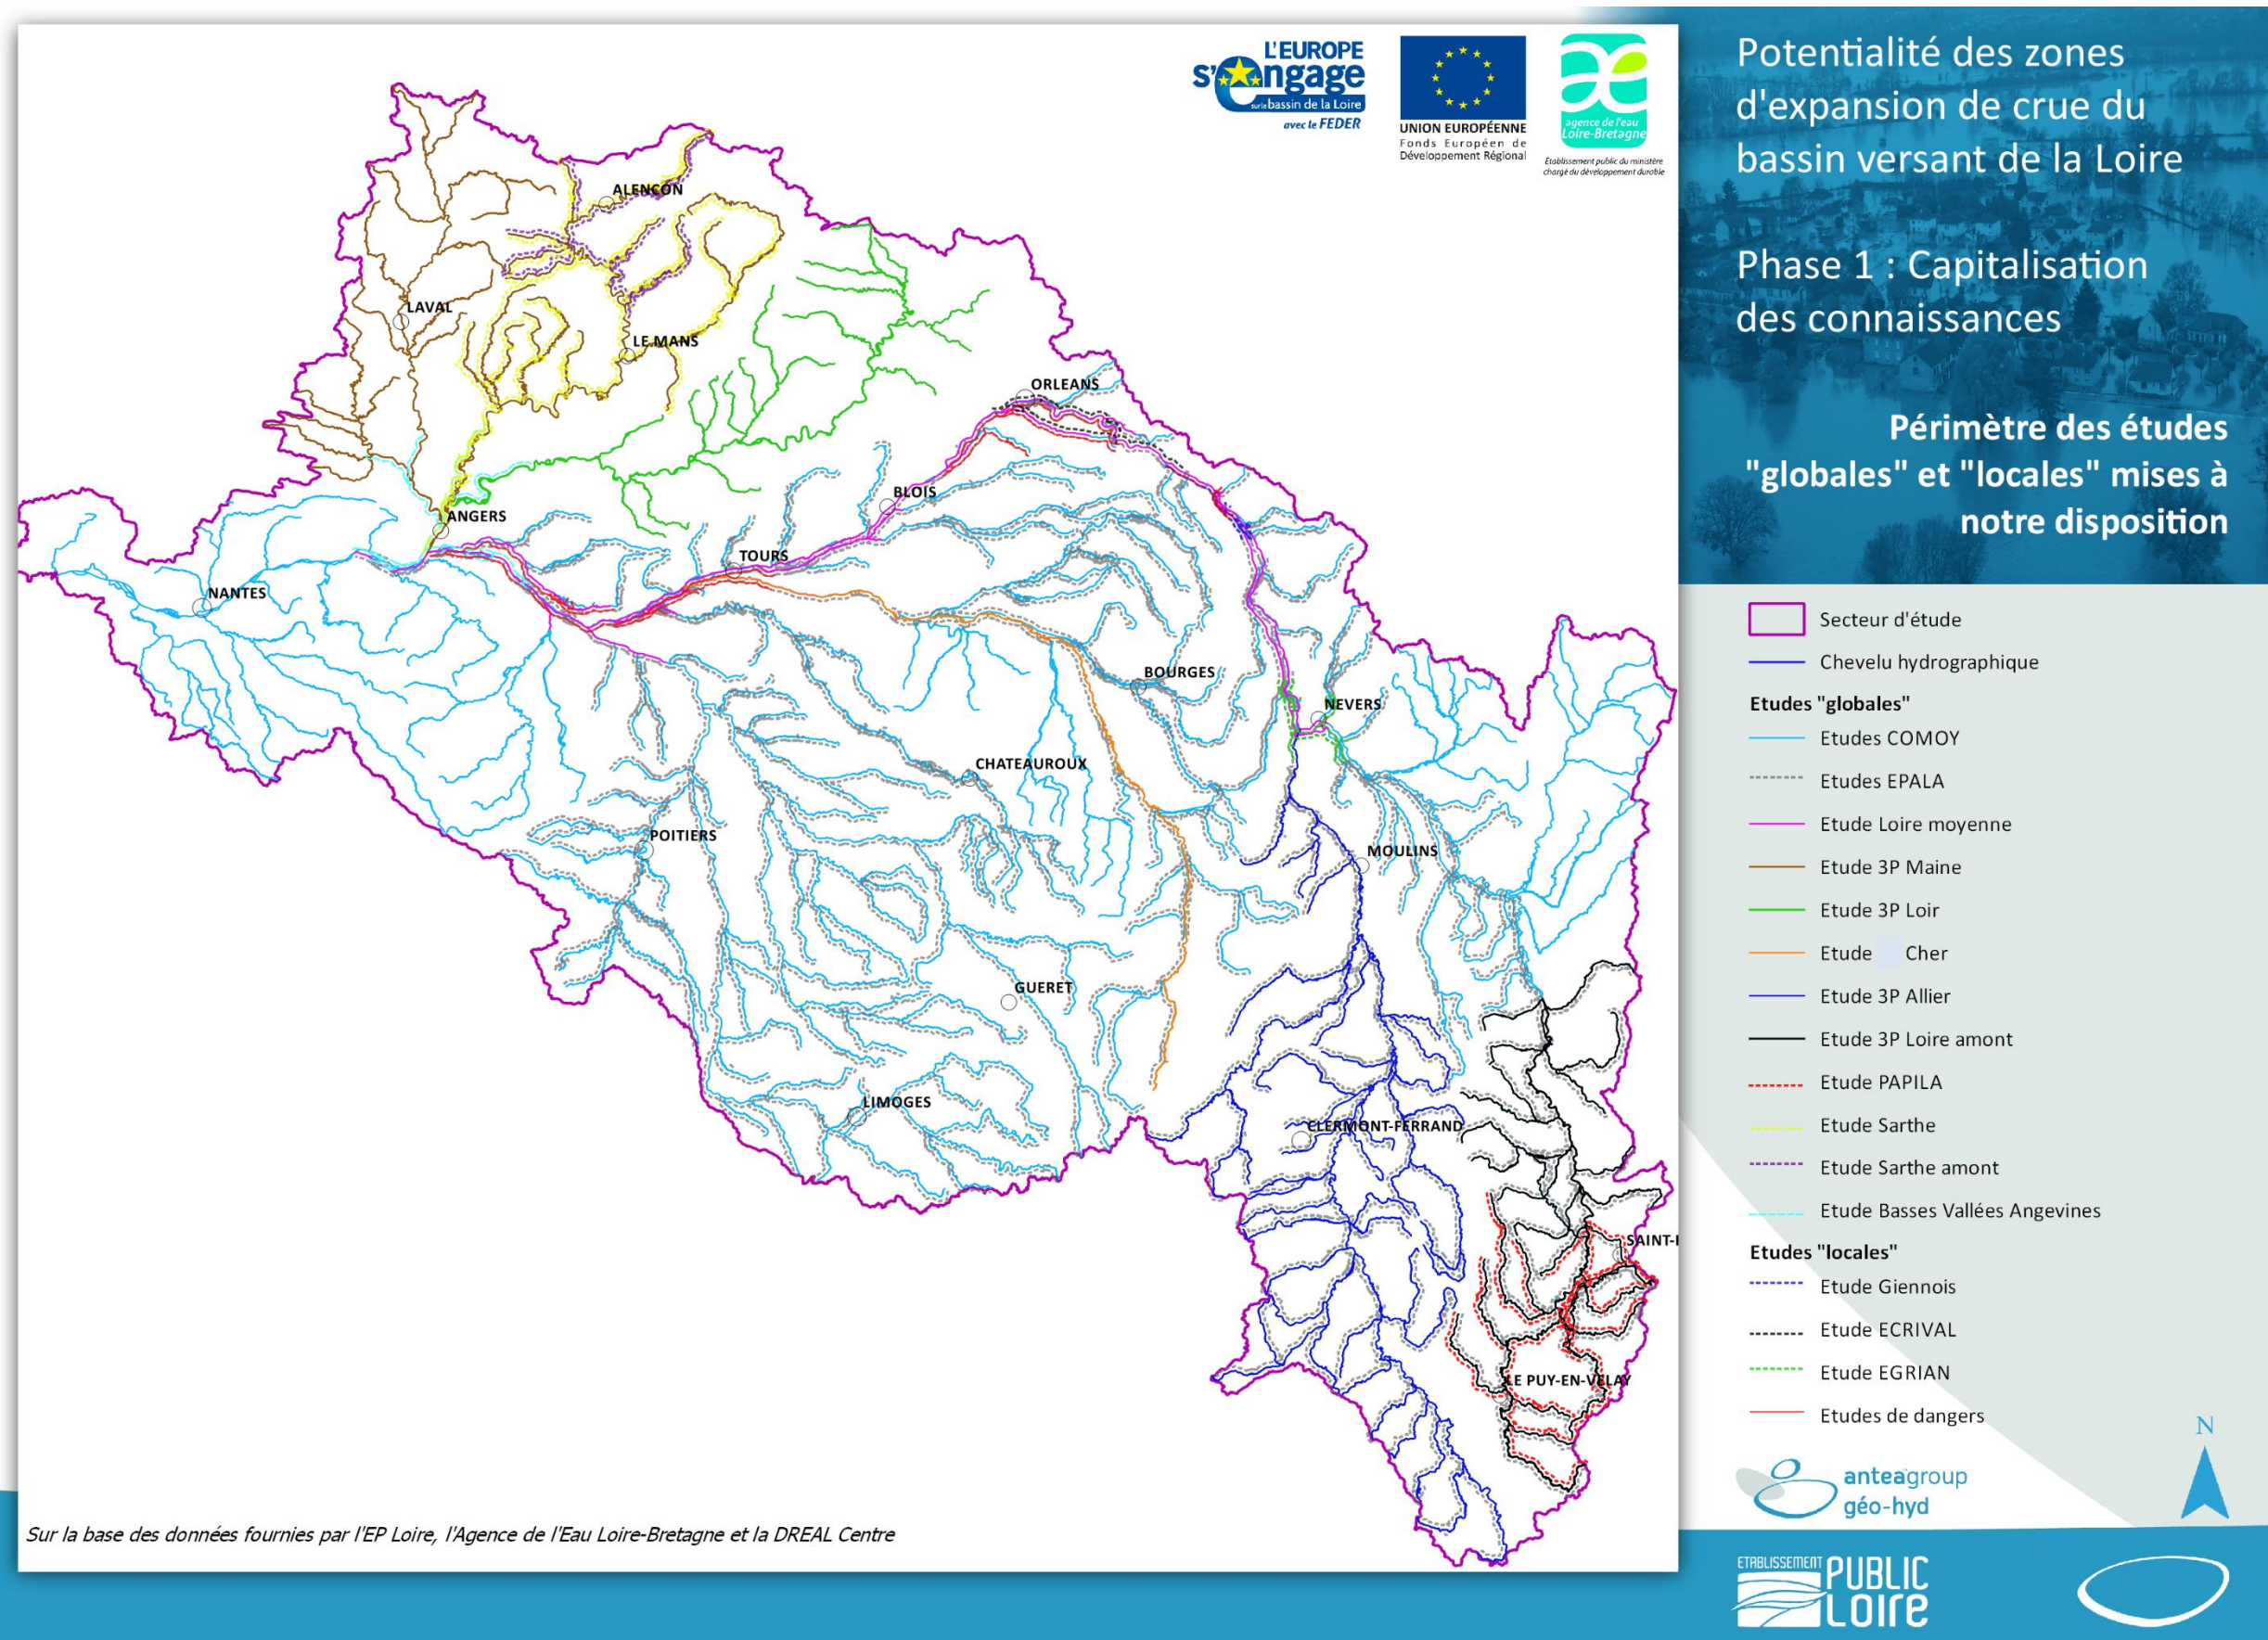 L'EUROPE
s'engage
sur le bassin de la Loire
avec le FEDER
UNION EUROPÉENNE
Fonds Européen de
Développement Régional
agence de l'eau
Loire-Bretagne
Établissement public du ministère
chargé du développement durable
Potentialité des zones
d'expansion de crue du
bassin versant de la Loire
Phase 1 : Capitalisation
des connaissances
Périmètre des études
"globales" et "locales" mises à
notre disposition
ALENCON
LAVAL
LE MANS
ORLEANS
BLOIS
ANGERS
TOURS
NANTES
BOURGES
NEVERS
CHATEAUROUX
POITIERS
MOULINS
GUERET
LIMOGES
CLERMONT-FERRAND
SAINT-
LE PUY-EN-VELAY
Secteur d'étude
Chevelu hydrographique
Etudes "globales"
Etudes COMOY
Etudes EPALA
Etude Loire moyenne
Etude 3P Maine
Etude 3P Loir
Etude Cher
Etude 3P Allier
Etude 3P Loire amont
Etude PAPILA
Etude Sarthe
Etude Sarthe amont
Etude Basses Vallées Angevines
Etudes "locales"
Etude Giennois
Etude ECRIVAL
Etude EGRIAN
Etudes de dangers
N
anteagroup
géo-hyd
Sur la base des données fournies par l'EP Loire, l'Agence de l'Eau Loire-Bretagne et la DREAL Centre
ETABLISSEMENT
PUBLIC
LOIRE